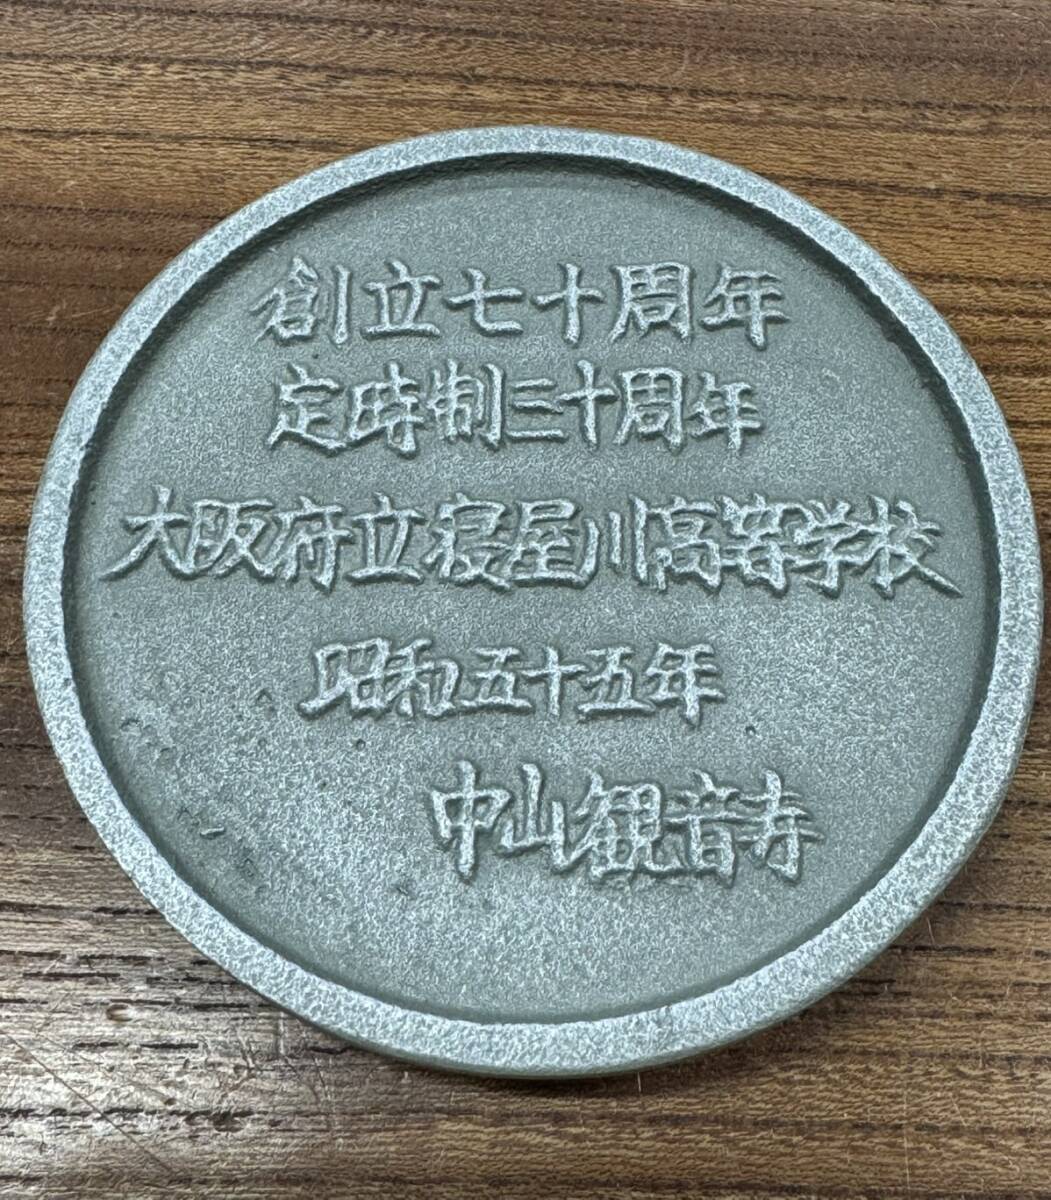 創立七十周年
定時制三十周年
大阪府立寝屋川高等学校
昭和五十五年
中山観音寺